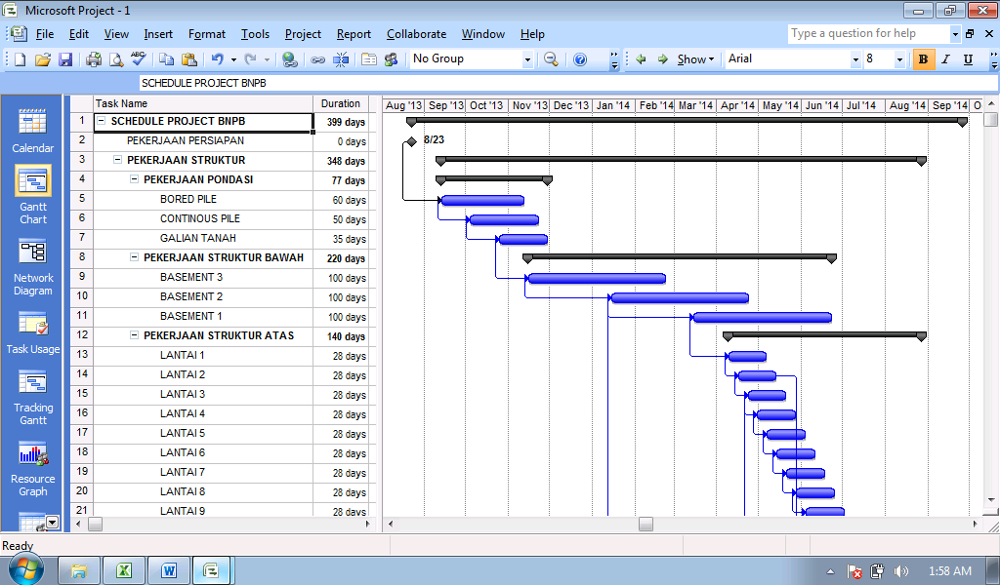 Microsoft Project - 1
File Edit View Insert Format Tools Project Report Collaborate Window Help
Type a question for help
No Group Show Arial 8 B I U
SCHEDULE PROJECT BNPB
Task Name Duration Aug '13 Sep '13 Oct '13 Nov '13 Dec '13 Jan '14 Feb '14 Mar '14 Apr '14 May '14 Jun '14 Jul '14 Aug '14 Sep '14 O
1 SCHEDULE PROJECT BNPB 399 days
2 PEKERJAAN PERSIAPAN 0 days 8/23
3 PEKERJAAN STRUKTUR 348 days
4 PEKERJAAN PONDASI 77 days
5 BORED PILE 60 days
6 CONTINOUS PILE 50 days
7 GALIAN TANAH 35 days
8 PEKERJAAN STRUKTUR BAWAH 220 days
9 BASEMENT 3 100 days
10 BASEMENT 2 100 days
11 BASEMENT 1 100 days
12 PEKERJAAN STRUKTUR ATAS 140 days
13 LANTAI 1 28 days
14 LANTAI 2 28 days
15 LANTAI 3 28 days
16 LANTAI 4 28 days
17 LANTAI 5 28 days
18 LANTAI 6 28 days
19 LANTAI 7 28 days
20 LANTAI 8 28 days
21 LANTAI 9 28 days
Calendar
Gantt
Chart
Network
Diagram
Task Usage
Tracking
Gantt
Resource
Graph
Ready
1:58 AM